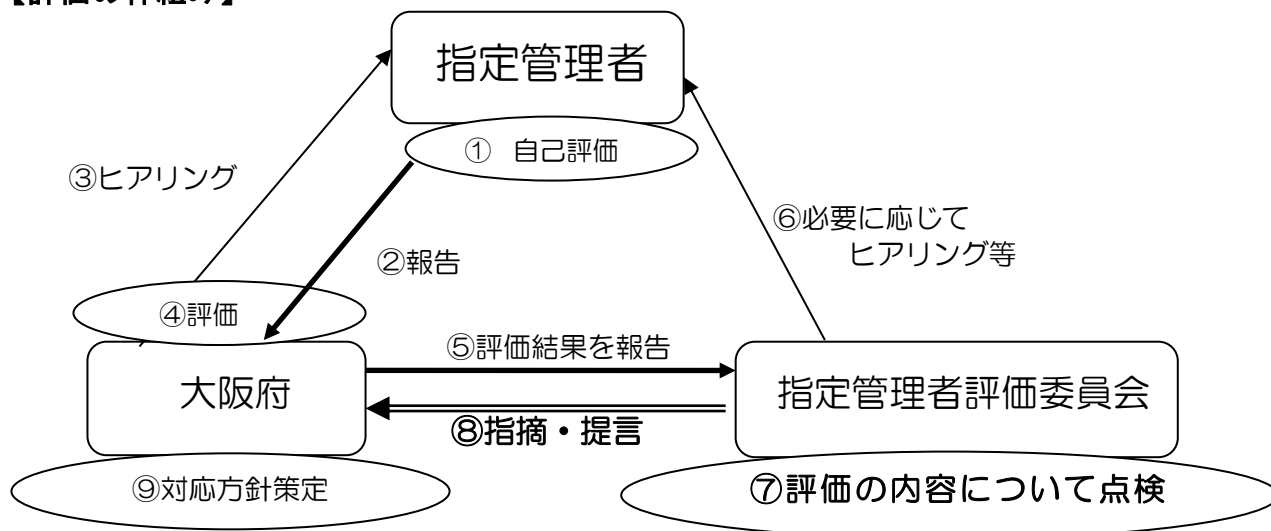 【評価の枠組み】
指定管理者
① 自己評価
③ヒアリング
⑥必要に応じて
ヒアリング等
②報告
④評価
⑤評価結果を報告
大阪府
指定管理者評価委員会
⑧指摘・提言
⑨対応方針策定
⑦評価の内容について点検